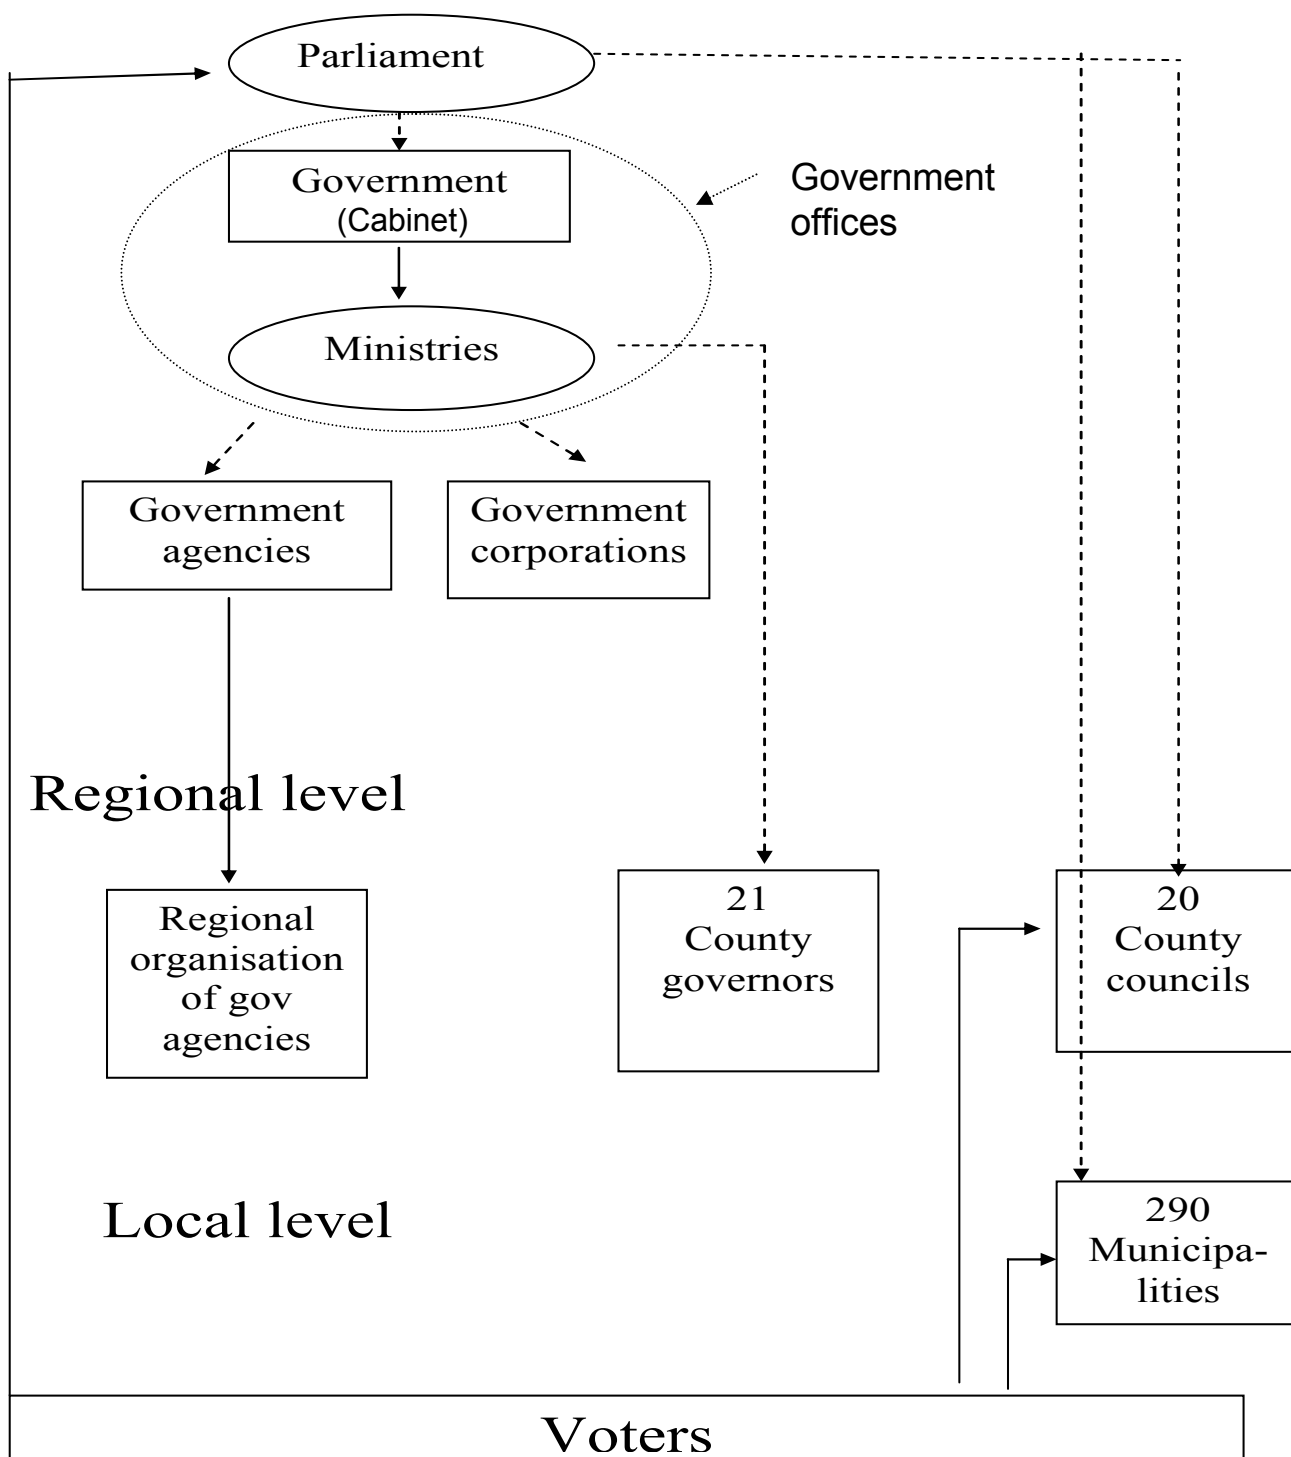 Parliament
Government
(Cabinet)
Government
offices
Ministries
Government
agencies
Government
corporations
Regional level
Regional
organisation
of gov
agencies
21
County
governors
20
County
councils
Local level
290
Municipa-
lities
Voters